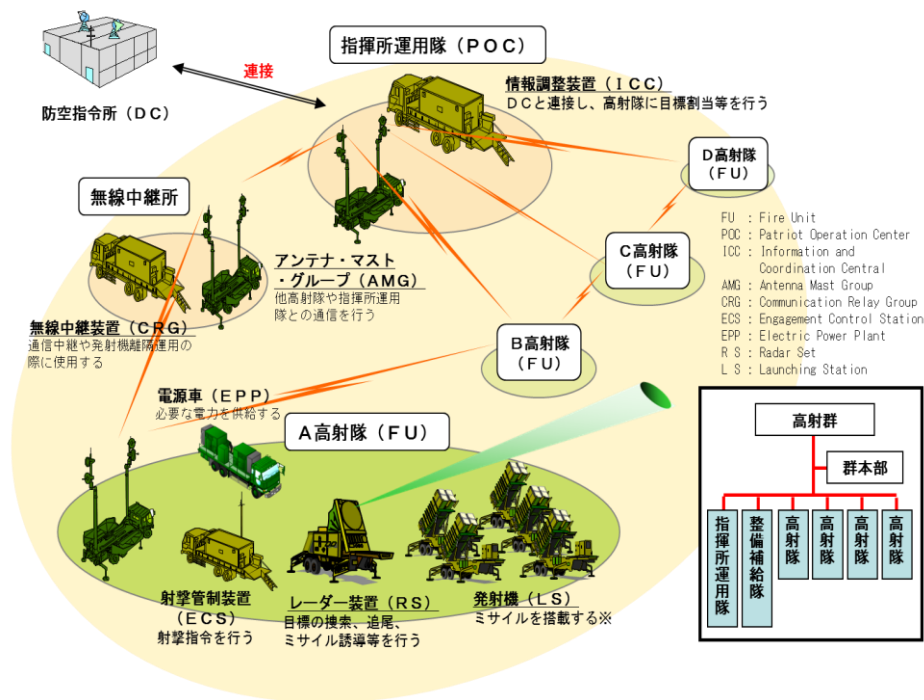 指揮所運用隊（ＰＯＣ）
連接
防空指令所（ＤＣ）
情報調整装置（ＩＣＣ）
ＤＣと連接し、高射隊に目標割当等を行う
無線中継所
Ｄ高射隊
（ＦＵ）
Ｃ高射隊
（ＦＵ）
Ｂ高射隊
（ＦＵ）
FU : Fire Unit
POC : Patriot Operation Center
ICC : Information and
Coordination Central
AMG : Antenna Mast Group
CRG : Communication Relay Group
ECS : Engagement Control Station
EPP : Electric Power Plant
R S : Radar Set
L S : Launching Station
アンテナ・マスト
・グループ（ＡＭＧ）
他高射隊や指揮所運用
隊との通信を行う
無線中継装置（ＣＲＧ）
通信中継や発射機離隔運用の
際に使用する
電源車（ＥＰＰ）
必要な電力を供給する
Ａ高射隊（ＦＵ）
射撃管制装置
（ＥＣＳ）
射撃指令を行う
レーダー装置（ＲＳ）
目標の捜索、追尾、
ミサイル誘導等を行う
発射機（ＬＳ）
ミサイルを搭載する※
高射群
群本部
指揮所運用隊
整備補給隊
高射隊
高射隊
高射隊
高射隊